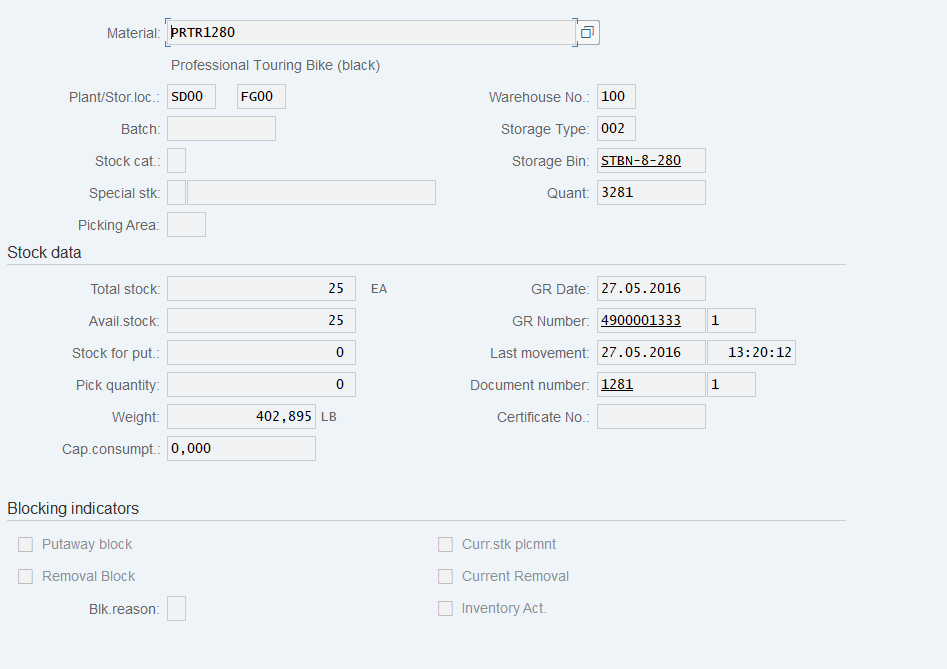 Material: PRTR1280
Professional Touring Bike (black)
Plant/Stor.loc.: SD00 FG00 Warehouse No.: 100
Batch: Storage Type: 002
Stock cat.: Storage Bin: STBN-8-280
Special stk: Quant: 3281
Picking Area:
Stock data
Total stock: 25 EA GR Date: 27.05.2016
Avail.stock: 25 GR Number: 4900001333 1
Stock for put.: 0 Last movement: 27.05.2016 13:20:12
Pick quantity: 0 Document number: 1281 1
Weight: 402,895 LB Certificate No.:
Cap.consumpt.: 0,000
Blocking indicators
Putaway block Curr.stk plcmnt
Removal Block Current Removal
Blk.reason: Inventory Act.